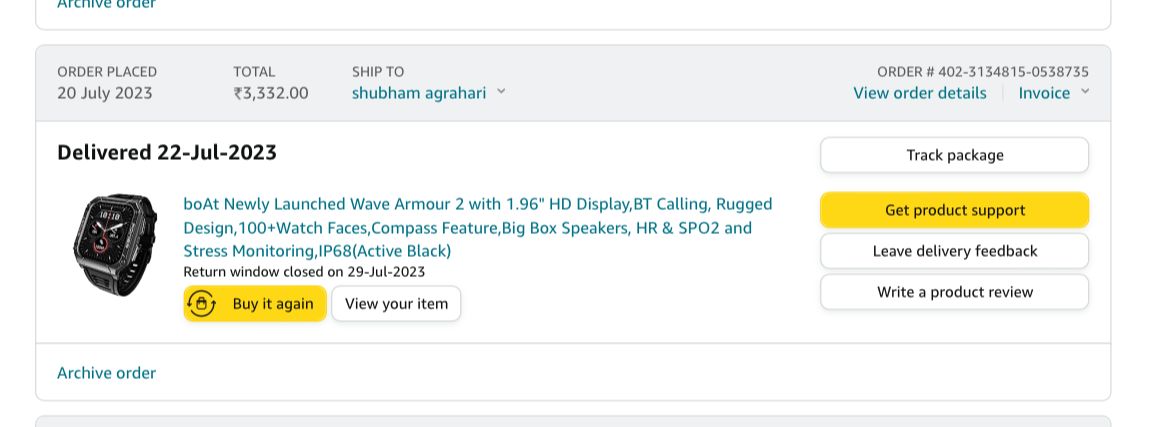 Archive order
ORDER PLACED
20 July 2023
TOTAL
₹3,332.00
SHIP TO
shubham agrahari
ORDER # 402-3134815-0538735
View order details
Invoice
Delivered 22-Jul-2023
boAt Newly Launched Wave Armour 2 with 1.96" HD Display,BT Calling, Rugged
Design,100+Watch Faces,Compass Feature,Big Box Speakers, HR & SPO2 and
Stress Monitoring,IP68(Active Black)
Return window closed on 29-Jul-2023
Buy it again
View your item
Track package
Get product support
Leave delivery feedback
Write a product review
Archive order